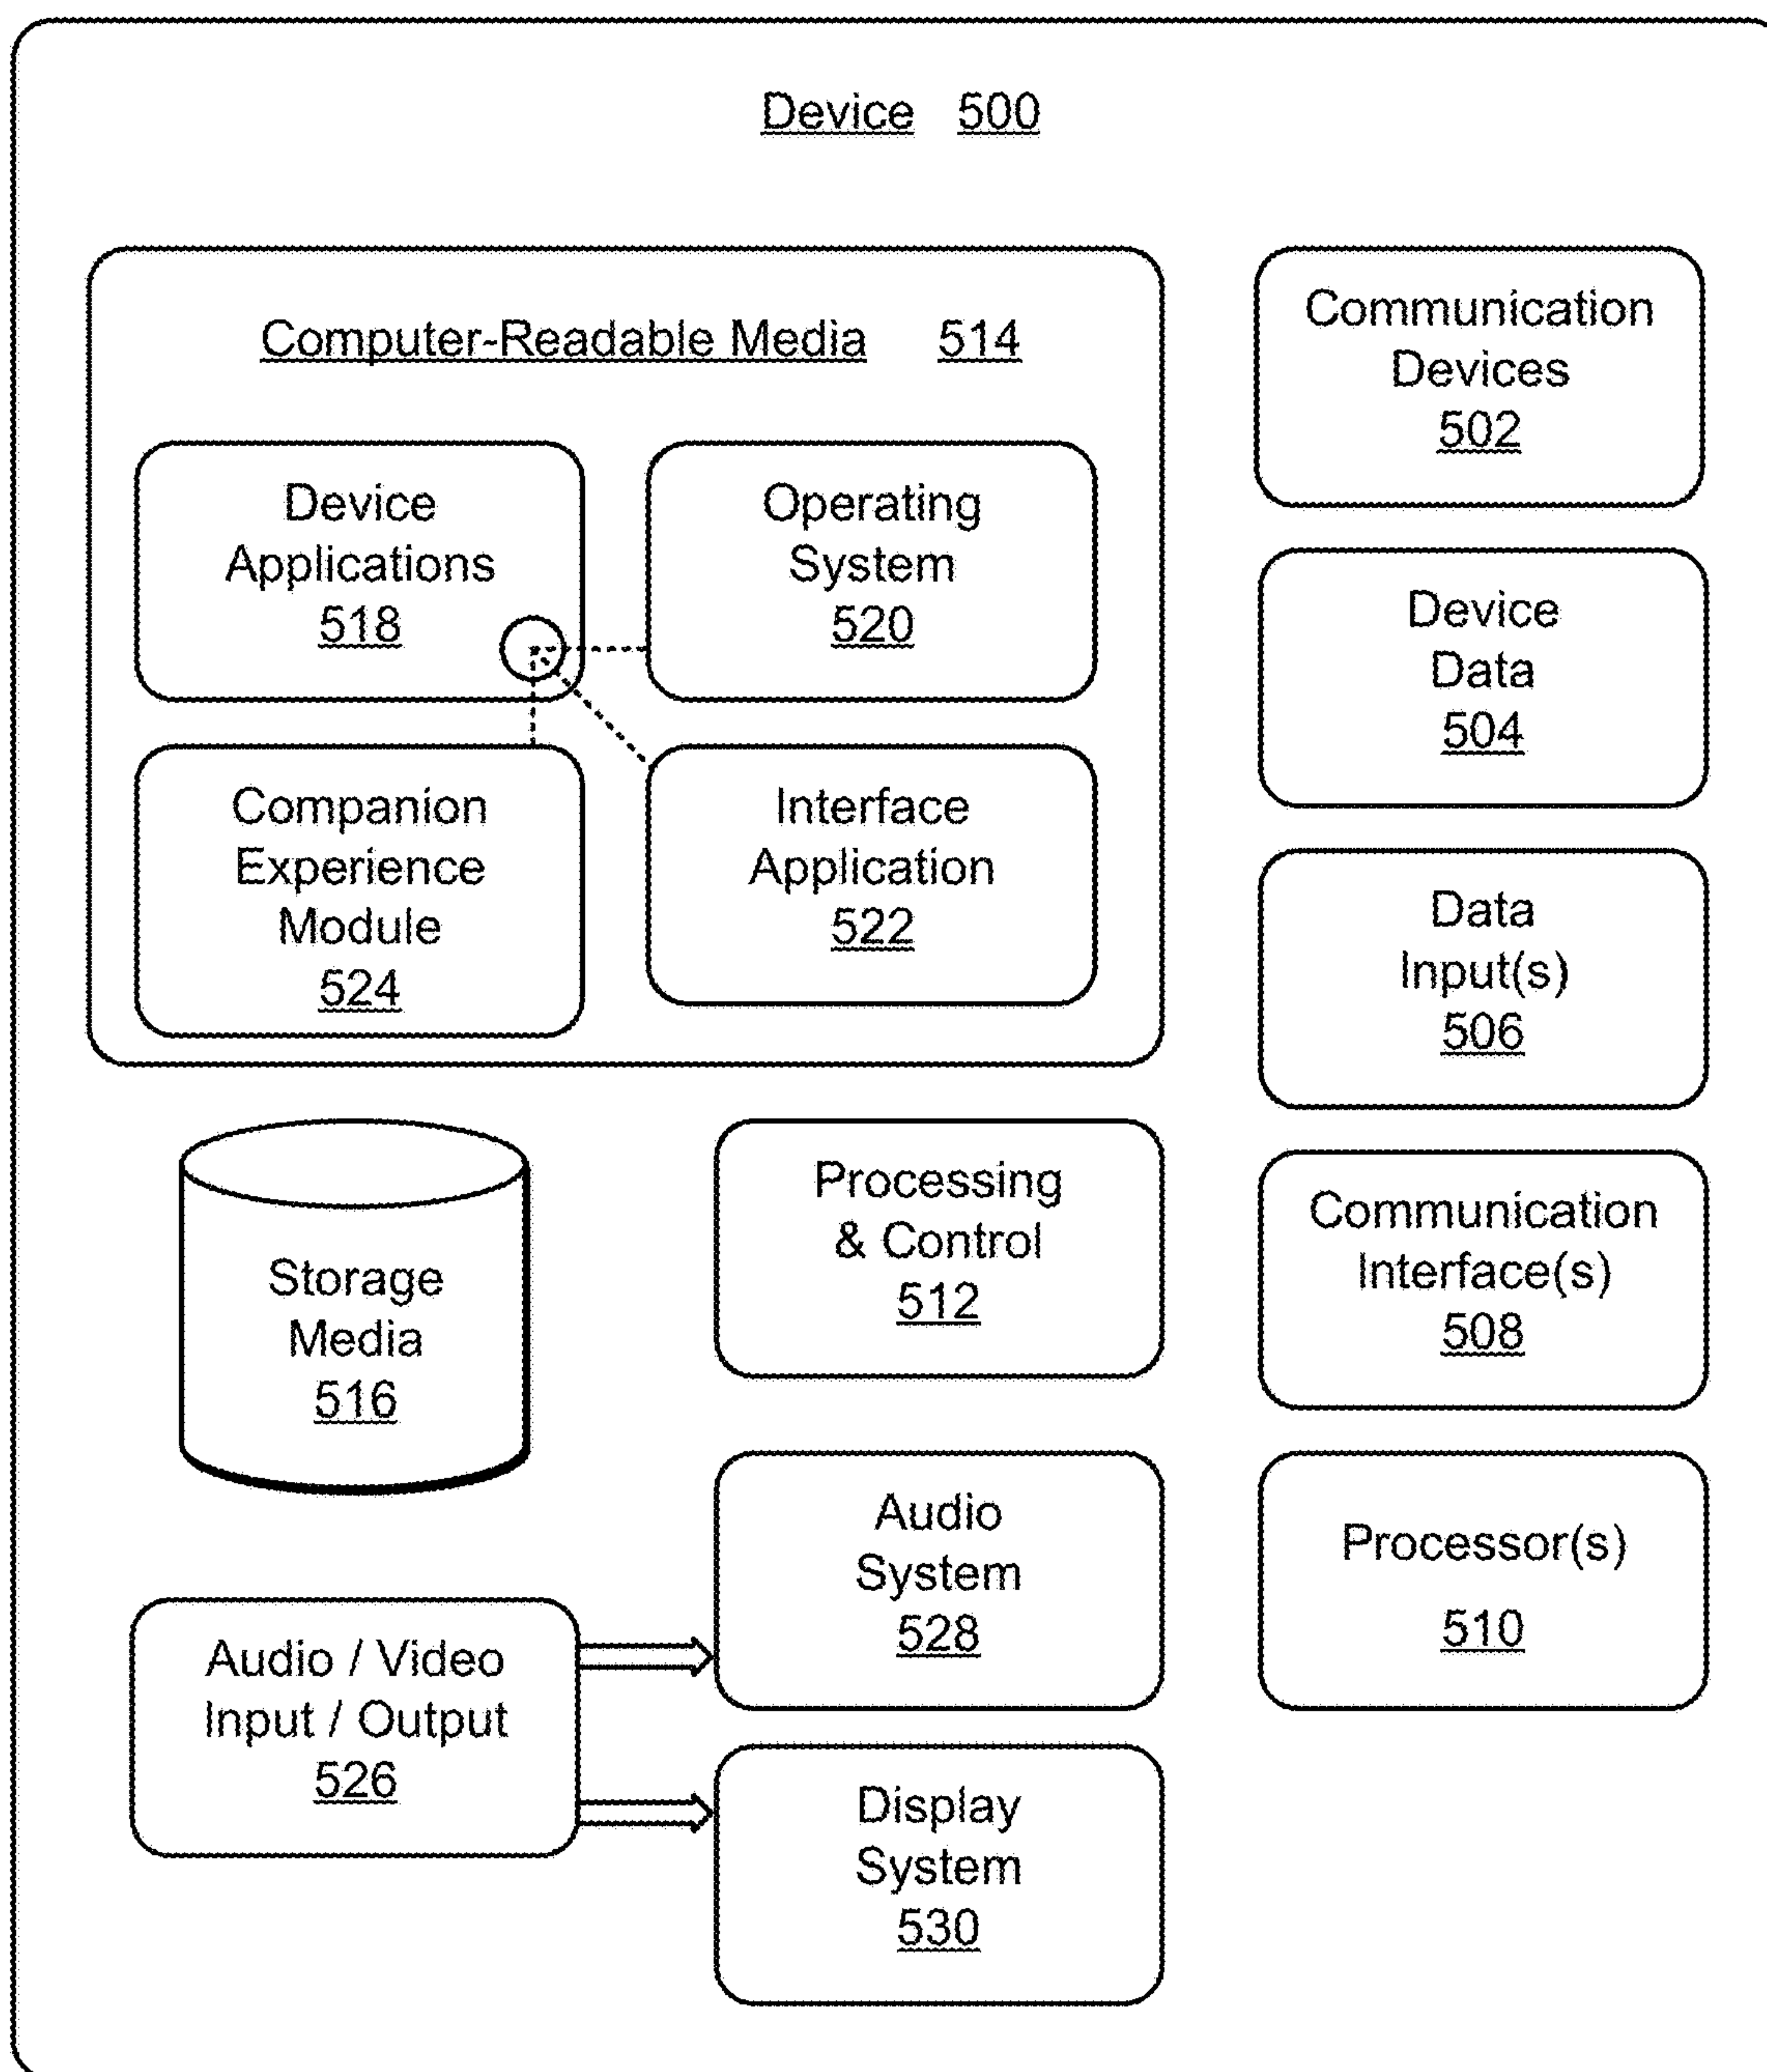 Device 500
Computer-Readable Media 514
Device
Applications
518
Operating
System
520
Companion
Experience
Module
524
Interface
Application
522
Communication
Devices
502
Device
Data
504
Data
Input(s)
506
Communication
Interface(s)
508
Processor(s)
510
Storage
Media
516
Processing
& Control
512
Audio / Video
Input / Output
526
Audio
System
528
Display
System
530